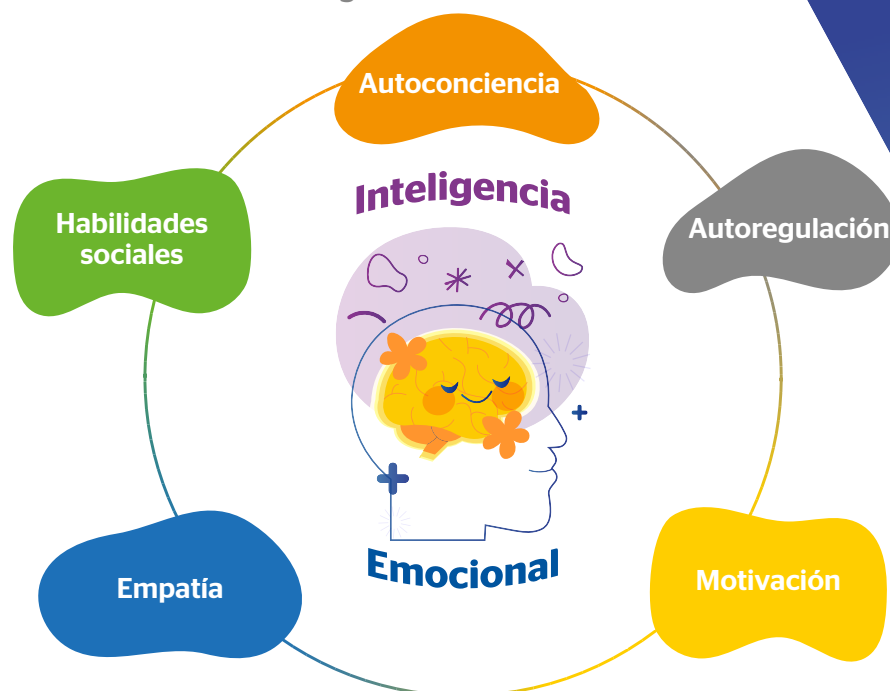 Autoconciencia
Inteligencia
Habilidades
sociales
Autoregulación
Emocional
Empatía
Motivación